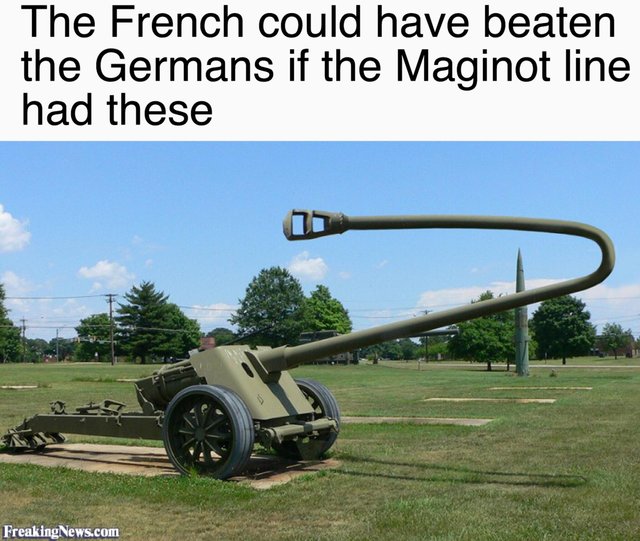 The French could have beaten
the Germans if the Maginot line
had these
FreakingNews.com